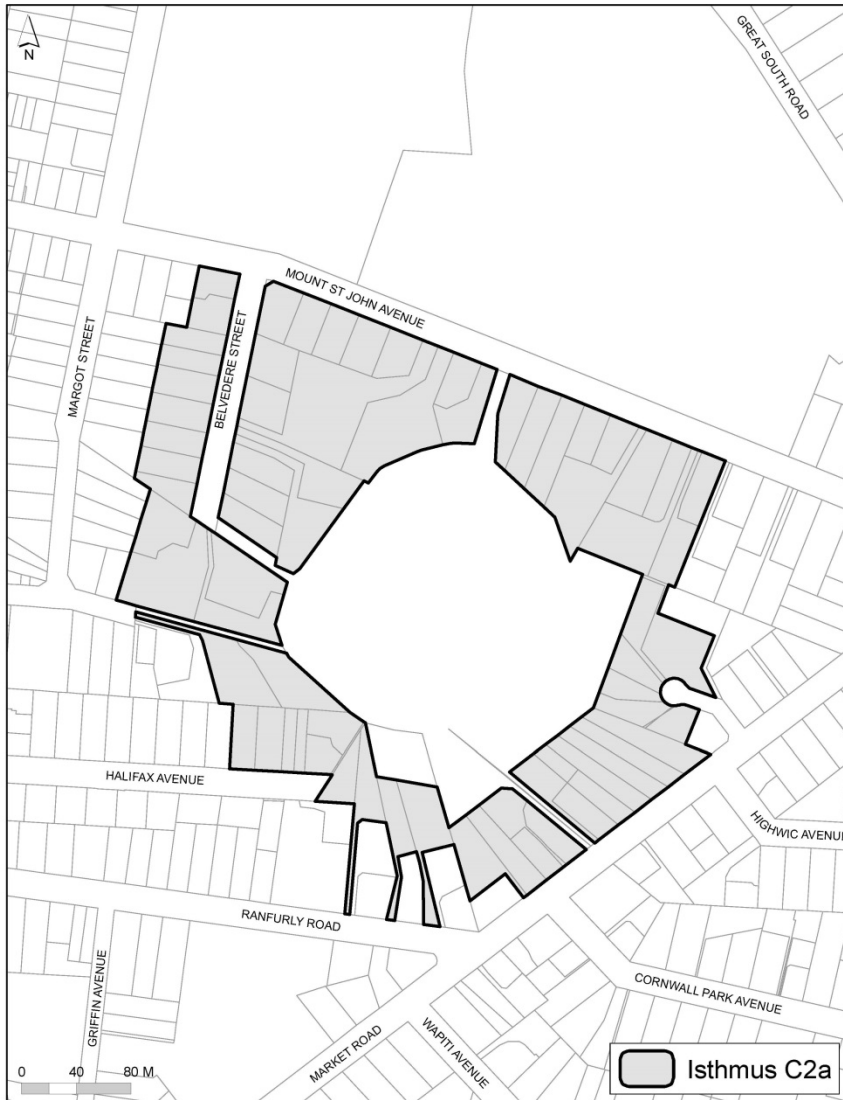 N
GREAT SOUTH ROAD
MOUNT ST JOHN AVENUE
BELVEDERE STREET
MARGOT STREET
HALIFAX AVENUE
HIGHWIC AVENUE
RANFURLY ROAD
GRIFFIN AVENUE
CORNWALL PARK AVENUE
MARKET ROAD
WAPITI AVENUE
0 40 80 M
Isthmus C2a